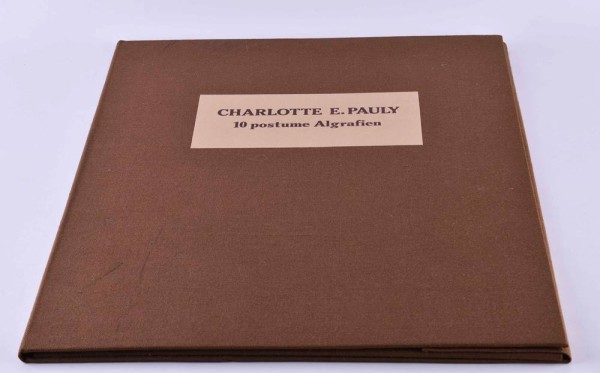 CHARLOTTE E. PAULY
10 postume Algrafien